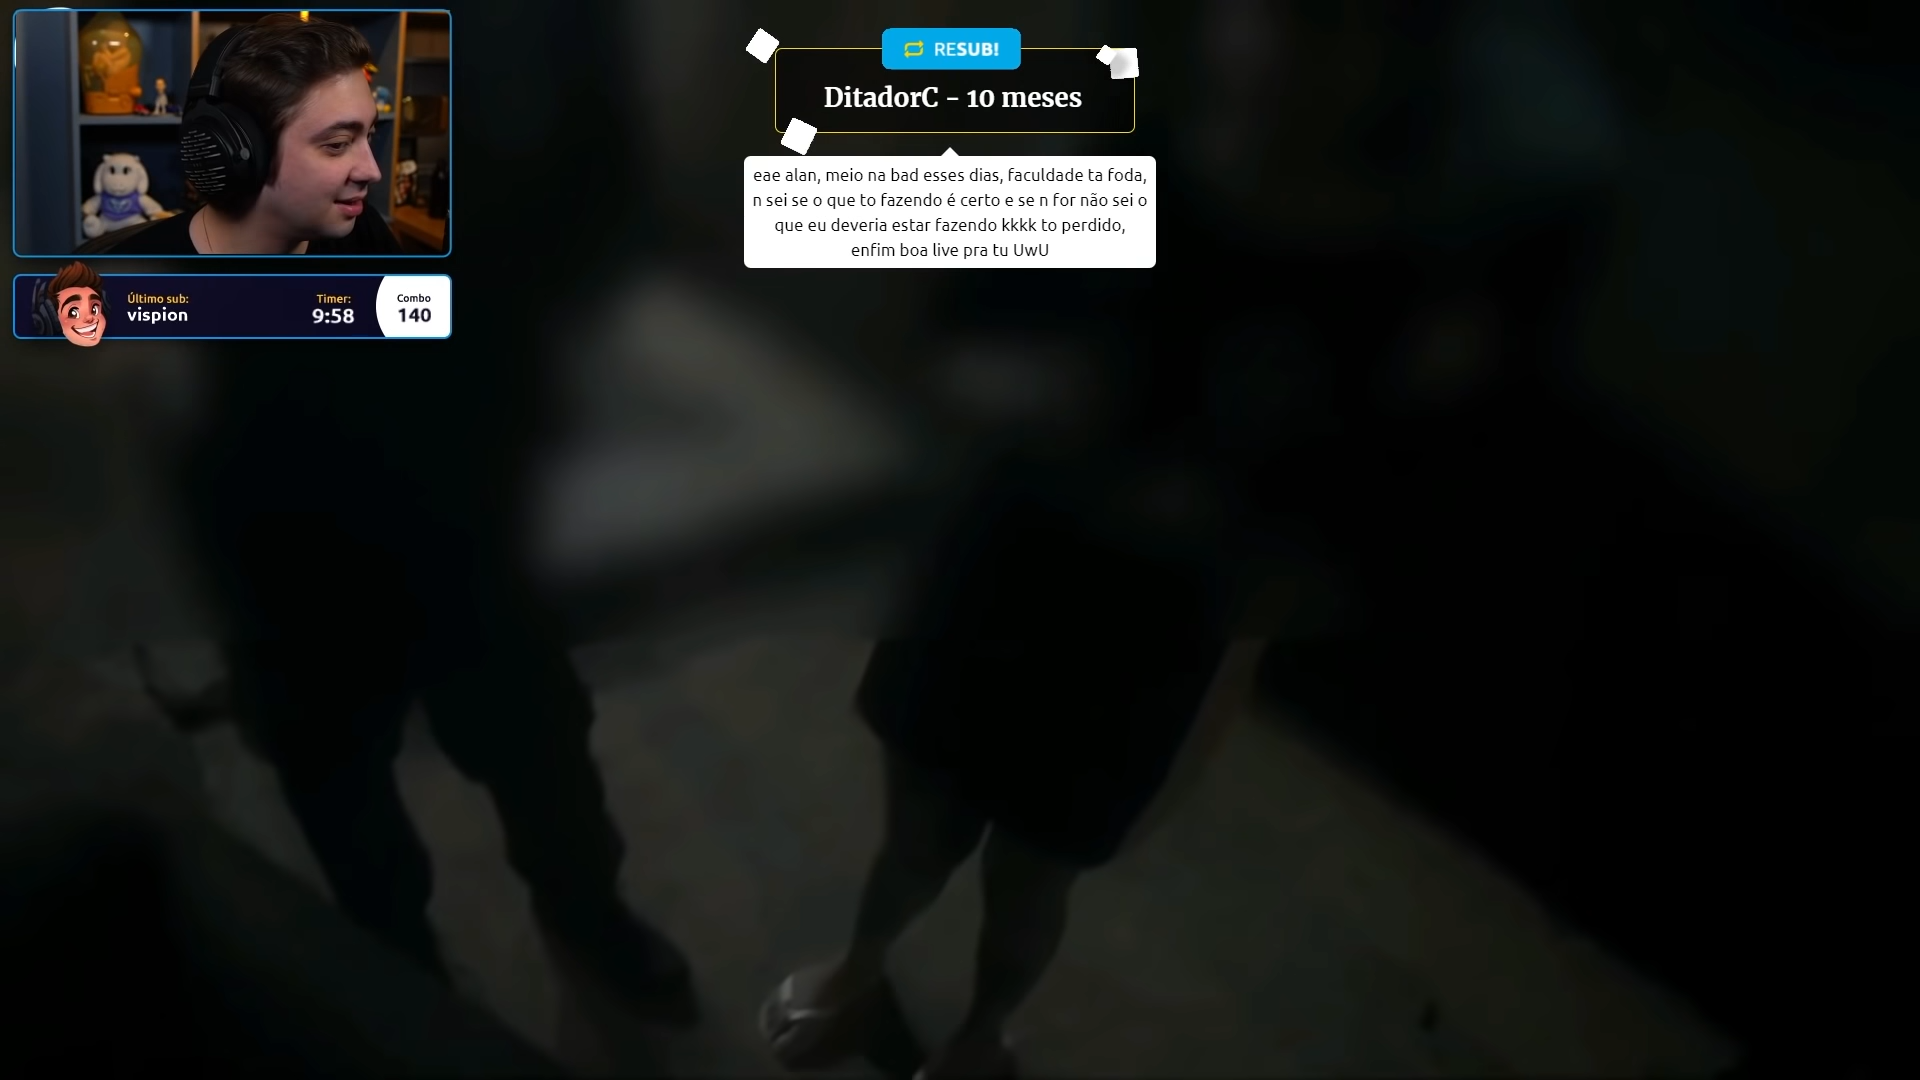 RESUB!
DitadorC - 10 meses
eae alan, meio na bad esses dias, faculdade ta foda,
n sei se o que to fazendo é certo e se n for não sei o
que eu deveria estar fazendo kkkk to perdido,
enfim boa live pra tu UwU
Último sub:
vispion
Timer:
9:58
Combo
140